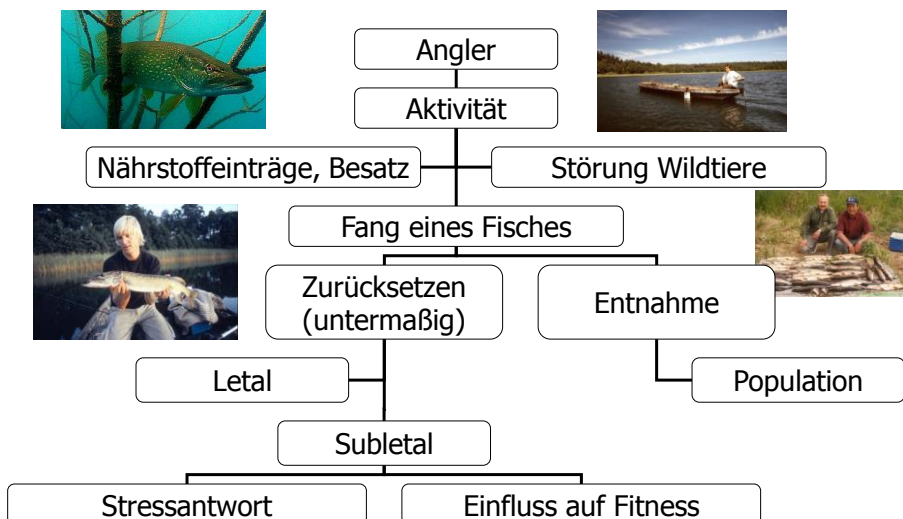 Angler
Aktivität
Nährstoffeinträge, Besatz
Störung Wildtiere
Fang eines Fisches
Zurücksetzen
(untermaßig)
Entnahme
Letal
Population
Subletal
Stressantwort
Einfluss auf Fitness